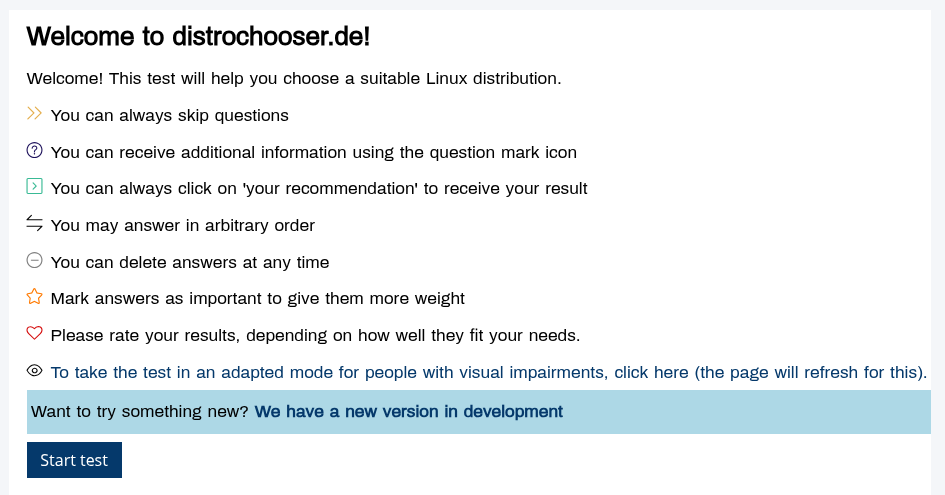 Welcome to distrochooser.de!
Welcome! This test will help you choose a suitable Linux distribution.
You can always skip questions
You can receive additional information using the question mark icon
You can always click on 'your recommendation' to receive your result
You may answer in arbitrary order
You can delete answers at any time
Mark answers as important to give them more weight
Please rate your results, depending on how well they fit your needs.
To take the test in an adapted mode for people with visual impairments, click here (the page will refresh for this).
Want to try something new? We have a new version in development
Start test